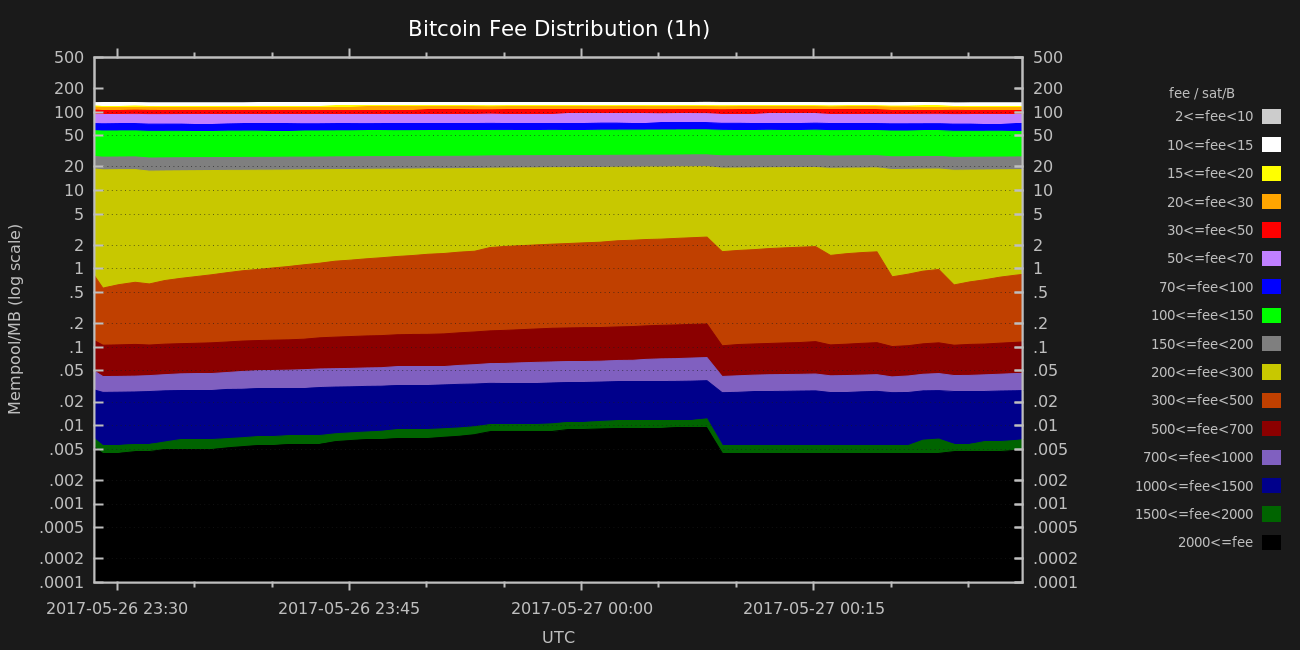 Bitcoin Fee Distribution (1h)
Mempool/MB (log scale)
500
200
100
50
20
10
5
2
1
.5
.2
.1
.05
.02
.01
.005
.002
.001
.0005
.0002
.0001
500
200
100
50
20
10
5
2
1
.5
.2
.1
.05
.02
.01
.005
.002
.001
.0005
.0002
.0001
2017-05-26 23:30
2017-05-26 23:45
2017-05-27 00:00
2017-05-27 00:15
UTC
fee / sat/B
2<=fee<10
10<=fee<15
15<=fee<20
20<=fee<30
30<=fee<50
50<=fee<70
70<=fee<100
100<=fee<150
150<=fee<200
200<=fee<300
300<=fee<500
500<=fee<700
700<=fee<1000
1000<=fee<1500
1500<=fee<2000
2000<=fee